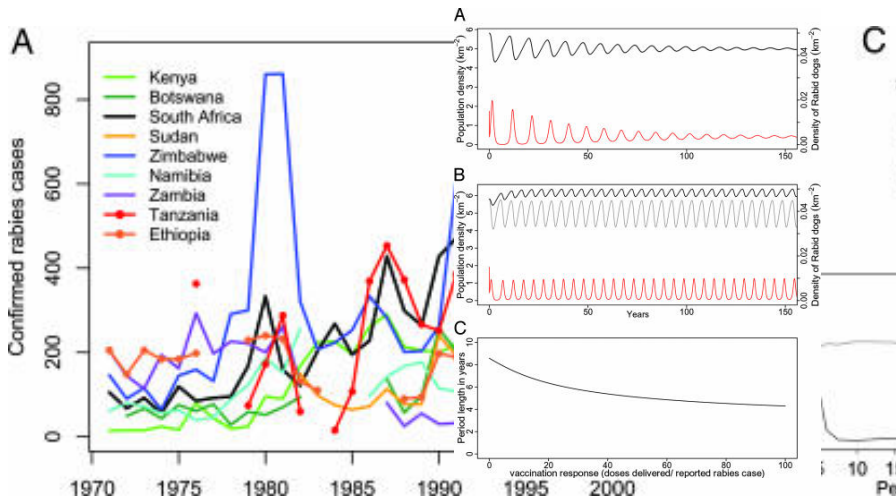 A
Confirmed rabies cases
800
600
400
200
0
Kenya
Botswana
South Africa
Sudan
Zimbabwe
Namibia
Zambia
Tanzania
Ethiopia
1970 1975 1980 1985 1990 1995 2000
A
Population density (km⁻²)
6
5
4
3
2
1
0
Density of Rabid dogs (km⁻²)
0.04
0.02
0.00
0 50 100 150
B
Population density (km⁻²)
6
5
4
3
2
1
0
Density of Rabid dogs (km⁻²)
0.04
0.02
0.00
0 50 100 150
Years
C
Period length in years
10
8
6
4
2
0
0 20 40 60 80 100
vaccination response (doses delivered/ reported rabies case)
C
10